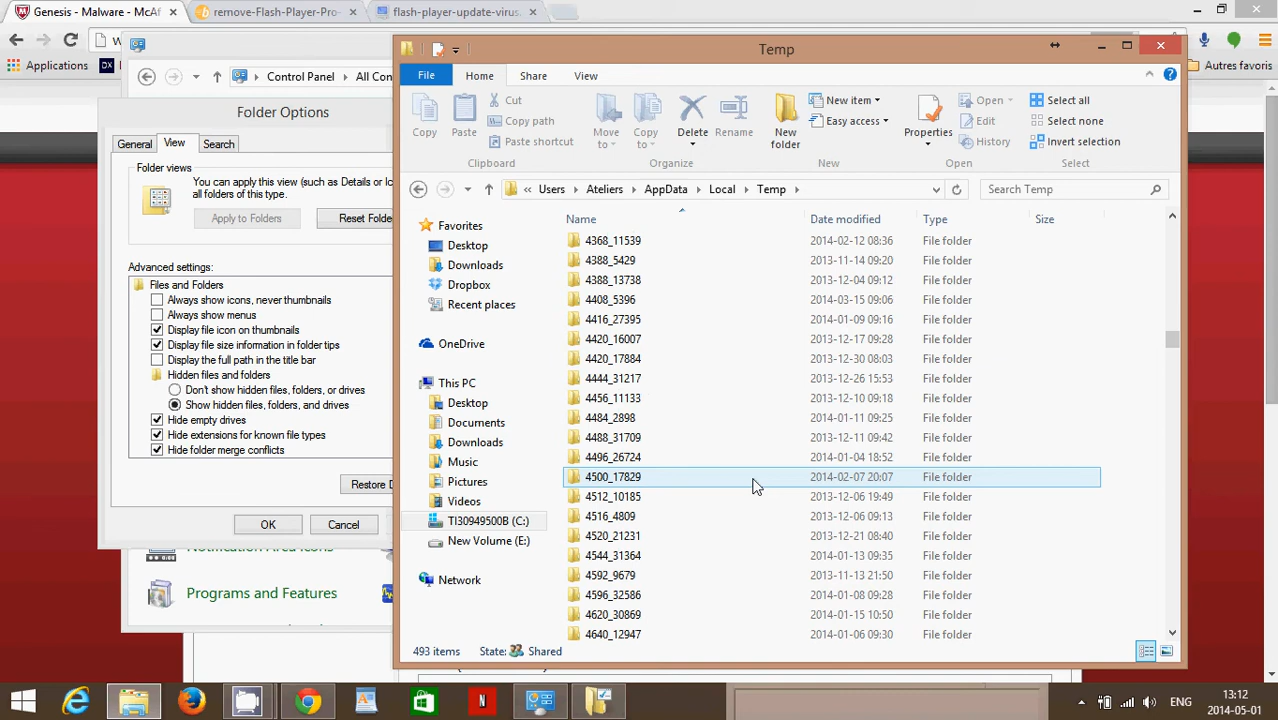 Genesis - Malware - McAf
remove-Flash-Player-Pro-
flash-player-update-virus.
Applications
DX
Autres favoris
Control Panel
All Con
Folder Options
General
View
Search
Folder views
You can apply this view (such as Details or Ic
all folders of this type.
Apply to Folders
Reset Folde
Advanced settings:
Files and Folders
Always show icons, never thumbnails
Always show menus
Display file icon on thumbnails
Display file size information in folder tips
Display the full path in the title bar
Hidden files and folders
Don't show hidden files, folders, or drives
Show hidden files, folders, and drives
Hide empty drives
Hide extensions for known file types
Hide folder merge conflicts
Restore D
OK
Cancel
Programs and Features
Temp
File
Home
Share
View
Copy
Paste
Cut
Copy path
Paste shortcut
Clipboard
Move to
Copy to
Delete
Rename
Organize
New folder
New item
Easy access
New
Properties
Open
Edit
History
Open
Select all
Select none
Invert selection
Select
« Users Ateliers AppData Local Temp
Search Temp
Favorites
Desktop
Downloads
Dropbox
Recent places
OneDrive
This PC
Desktop
Documents
Downloads
Music
Pictures
Videos
TI30949500B (C:)
New Volume (E:)
Network
Name Date modified Type Size
4368_11539 2014-02-12 08:36 File folder
4388_5429 2013-11-14 09:20 File folder
4388_13738 2013-12-04 09:12 File folder
4408_5396 2014-03-15 09:06 File folder
4416_27395 2014-01-09 09:16 File folder
4420_16007 2013-12-17 09:28 File folder
4420_17884 2013-12-30 08:03 File folder
4444_31217 2013-12-26 15:53 File folder
4456_11133 2013-12-10 09:18 File folder
4484_2898 2014-01-11 09:25 File folder
4488_31709 2013-12-11 09:42 File folder
4496_26724 2014-01-04 18:52 File folder
4500_17829 2014-02-07 20:07 File folder
4512_10185 2013-12-06 19:49 File folder
4516_4809 2013-12-06 09:13 File folder
4520_21231 2013-12-21 08:40 File folder
4544_31364 2014-01-13 09:35 File folder
4592_9679 2013-11-13 21:50 File folder
4596_32586 2014-01-08 09:28 File folder
4620_30869 2014-01-15 10:50 File folder
4640_12947 2014-01-06 09:30 File folder
493 items State: Shared
ENG
13:12
2014-05-01